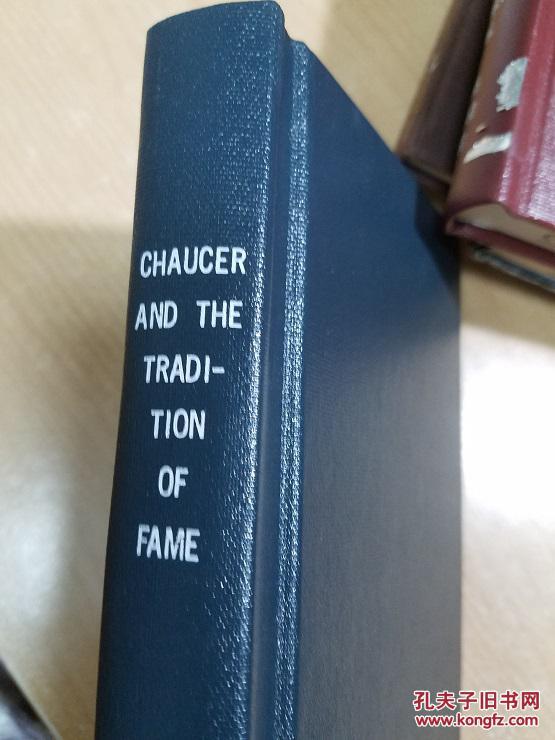 CHAUCER
AND THE
TRADI-
TION
OF
FAME
孔夫子旧书网
www.kongfz.com